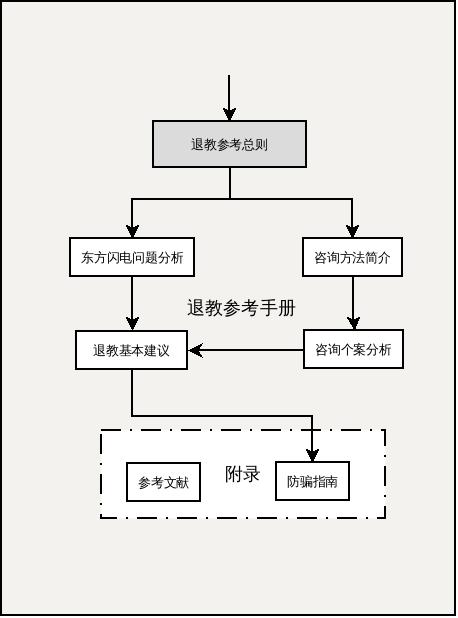 退教参考总则
东方闪电问题分析
咨询方法简介
退教参考手册
退教基本建议
咨询个案分析
附录
参考文献
防骗指南